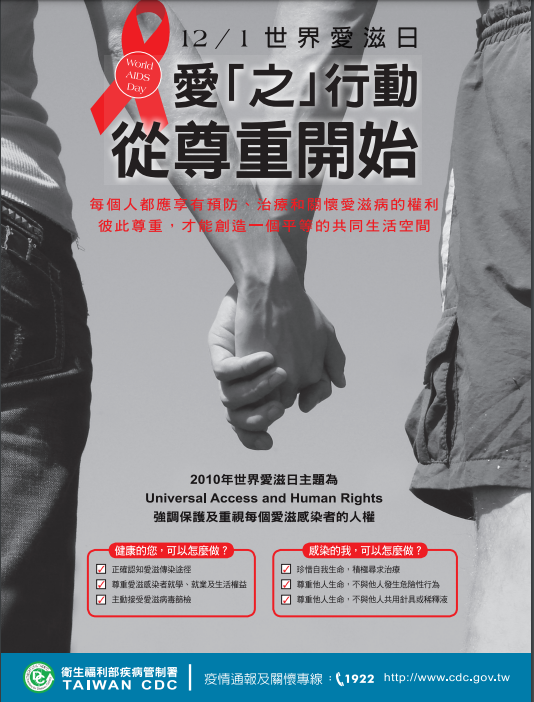 World
AIDS
Day
12/1世界愛滋日
愛「之」行動
從尊重開始
每個人都應享有預防、治療和關懷愛滋病的權利
彼此尊重,才能創造一個平等的共同生活空間
2010年世界愛滋日主題為
Universal Access and Human Rights
強調保護及重視每個愛滋感染者的人權
健康的您,可以怎麼做?
正確認知愛滋傳染途徑
尊重愛滋感染者就學、就業及生活權益
主動接受愛滋病毒篩檢
感染的我,可以怎麼做?
珍惜自我生命,積極尋求治療
尊重他人生命,不與他人發生危險性行為
尊重他人生命,不與他人共用針具或稀釋液
衛生福利部疾病管制署
TAIWAN CDC
疫情通報及關懷專線:1922 http://www.cdc.gov.tw